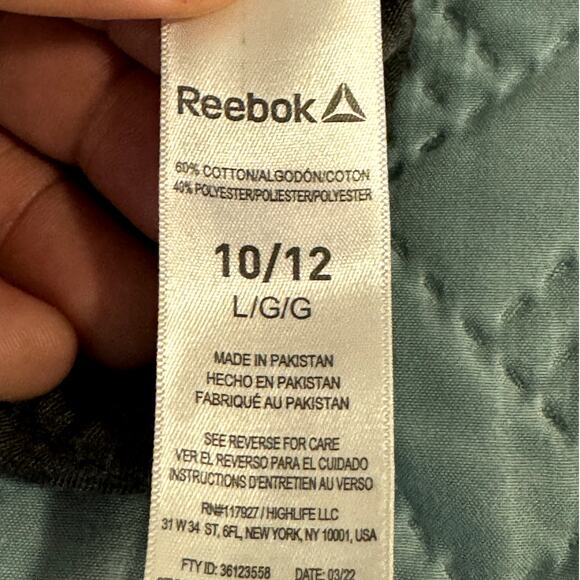 Reebok
60% COTTON/ALGODÓN/COTON
40% POLYESTER/POLIESTER/POLYESTER
10/12
L/G/G
MADE IN PAKISTAN
HECHO EN PAKISTAN
FABRIQUÉ AU PAKISTAN
SEE REVERSE FOR CARE
VER EL REVERSO PARA EL CUIDADO
INSTRUCTIONS D'ENTRETIEN AU VERSO
RN#117927 / HIGHLIFE LLC
31 W 34 ST, 6FL, NEW YORK, NY 10001, USA
FTY ID: 36123558 DATE: 03/22